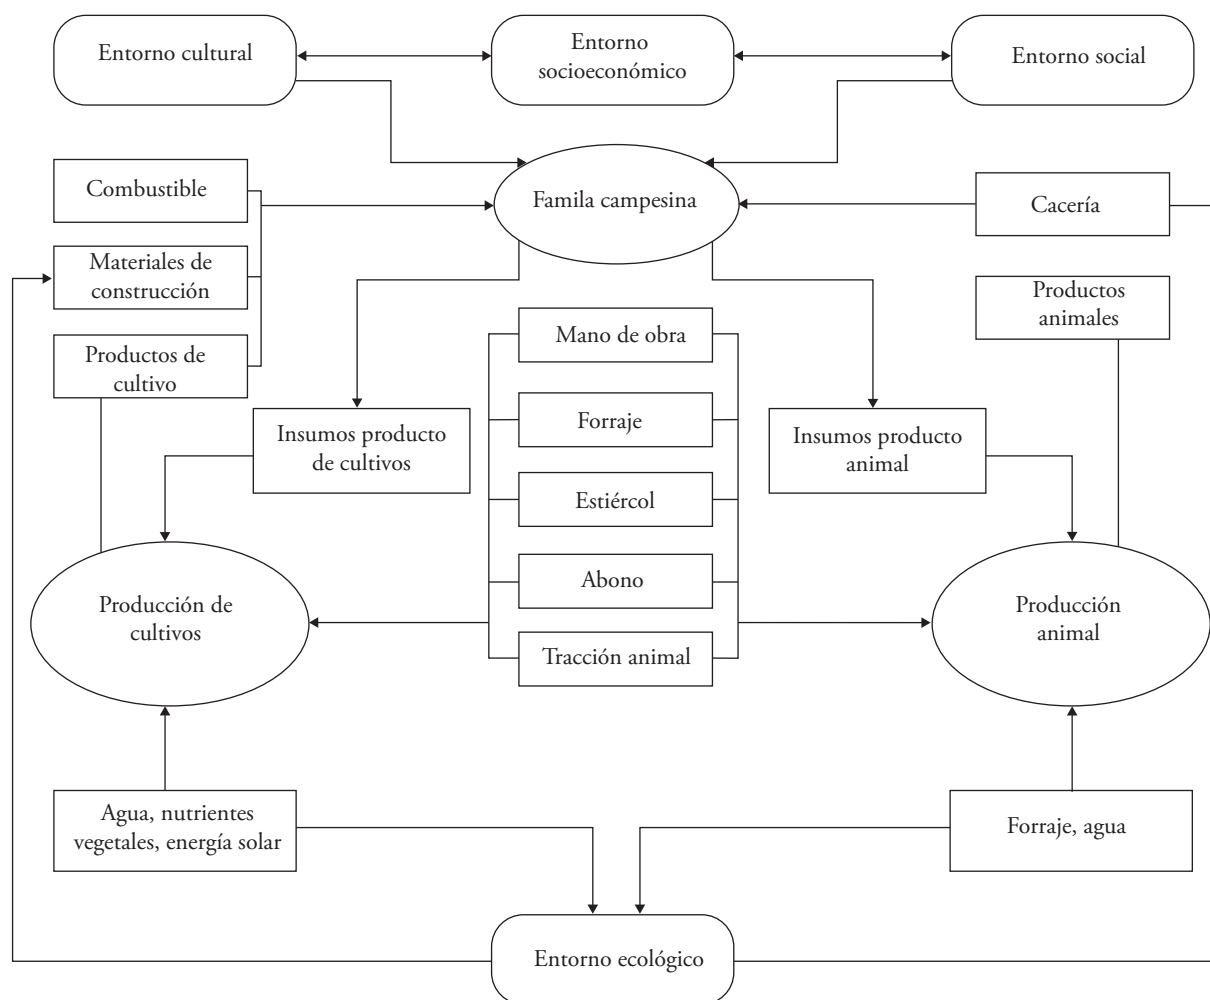 Entorno cultural
Entorno
socioeconómico
Entorno social
Combustible
Famila campesina
Cacería
Materiales de
construcción
Productos
animales
Mano de obra
Productos de
cultivo
Forraje
Insumos producto
de cultivos
Insumos producto
animal
Estiércol
Abono
Producción de
cultivos
Producción
animal
Tracción animal
Agua, nutrientes
vegetales, energía solar
Forraje, agua
Entorno ecológico